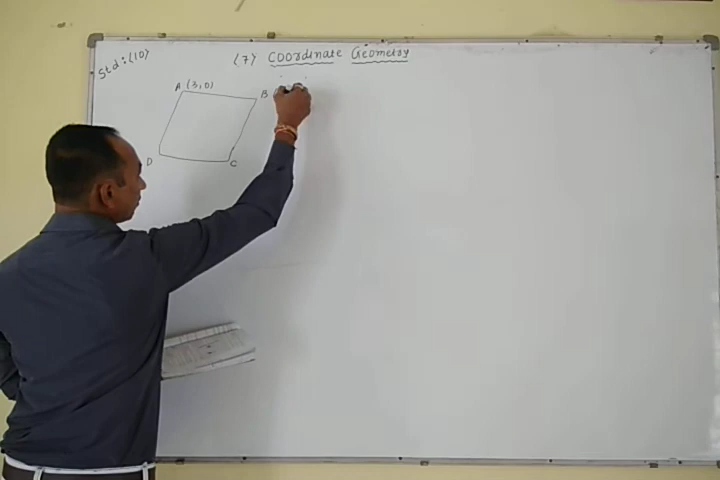 Std:(10)
(7) Coordinate Geometry
A (3,0)
B
D
C